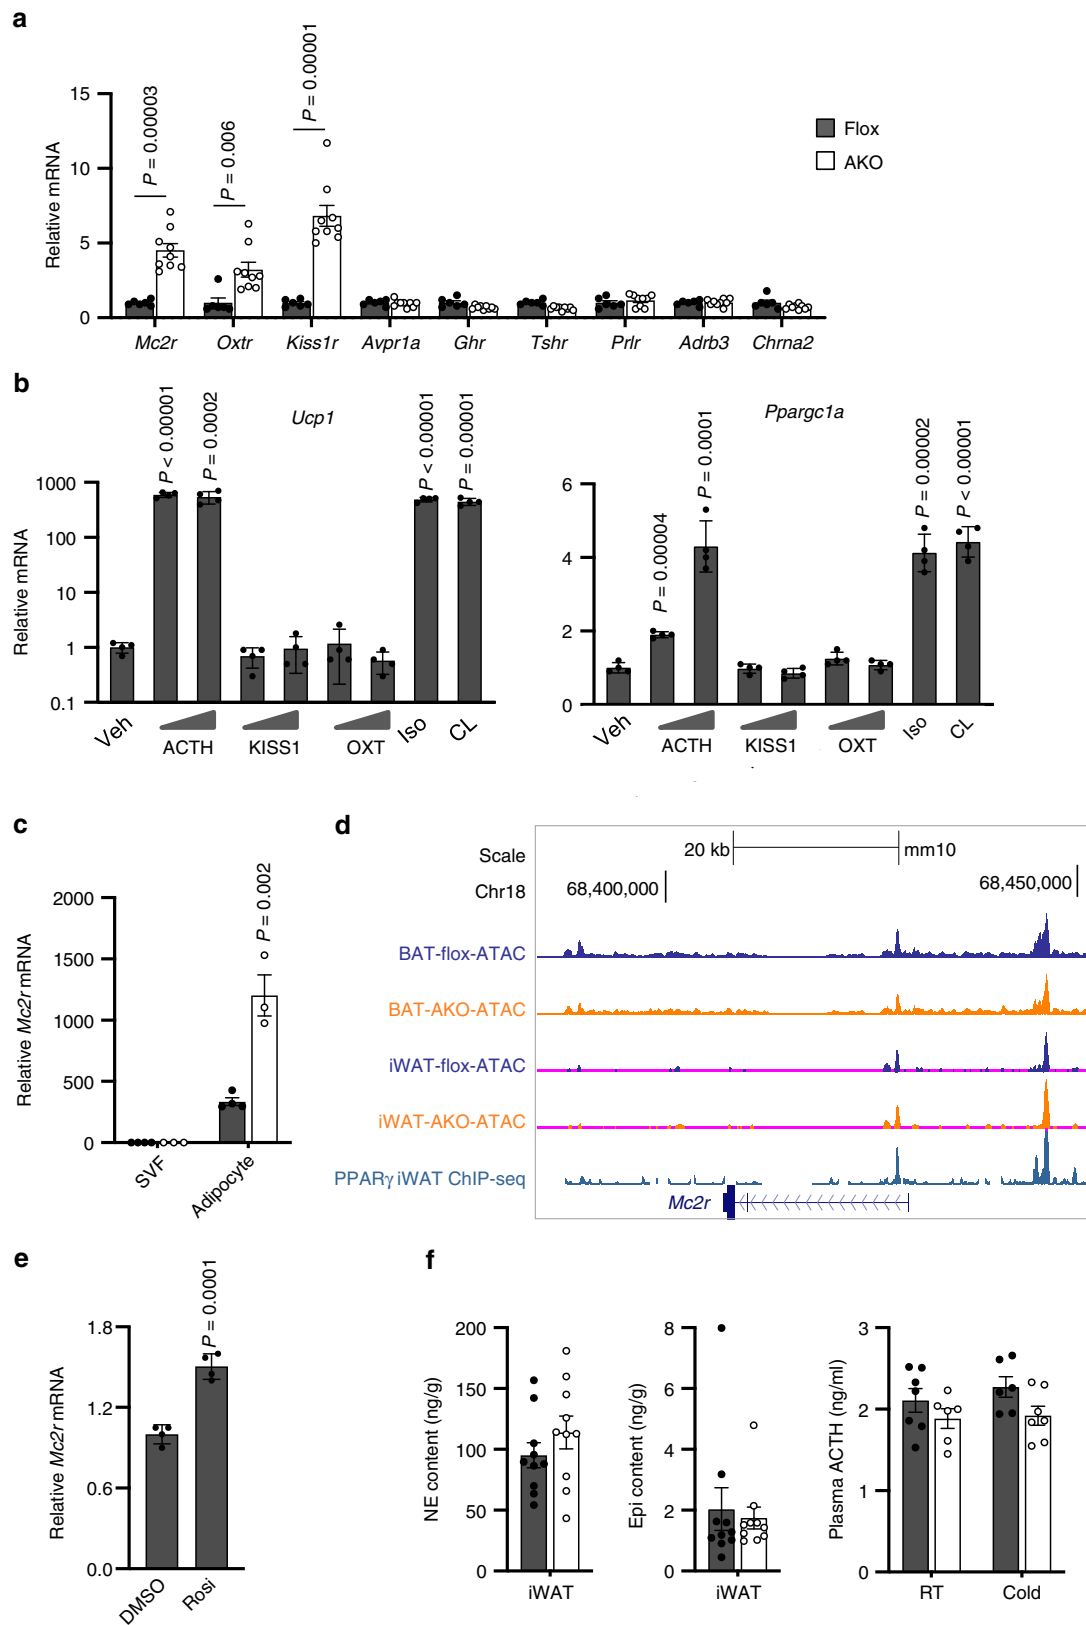 a
P = 0.00003
P = 0.006
P = 0.00001
Relative mRNA
15
10
5
0
Flox
AKO
Mc2r Oxtr Kiss1r Avpr1a Ghr Tshr Prlr Adrb3 Chrna2
b
Ucp1
P < 0.00001
P = 0.0002
P < 0.00001
P = 0.00001
Relative mRNA
1000
100
10
1
0.1
Veh ACTH KISS1 OXT Iso CL
Ppargc1a
P = 0.00004
P = 0.0001
P = 0.00002
P < 0.00001
6
4
2
0
Veh ACTH KISS1 OXT Iso CL
c
Relative Mc2r mRNA
2000
1500
1000
500
0
P = 0.002
SVF Adipocyte
d
Scale 20 kb mm10
Chr18 68,400,000 68,450,000
BAT-flox-ATAC
BAT-AKO-ATAC
iWAT-flox-ATAC
iWAT-AKO-ATAC
PPARγ iWAT ChIP-seq
Mc2r
e
Relative Mc2r mRNA
1.8
1.2
0.6
0.0
P = 0.0001
DMSO Rosi
f
NE content (ng/g)
200
150
100
50
0
iWAT
Epi content (ng/g)
8
6
4
2
0
iWAT
Plasma ACTH (ng/ml)
3
2
1
0
RT Cold